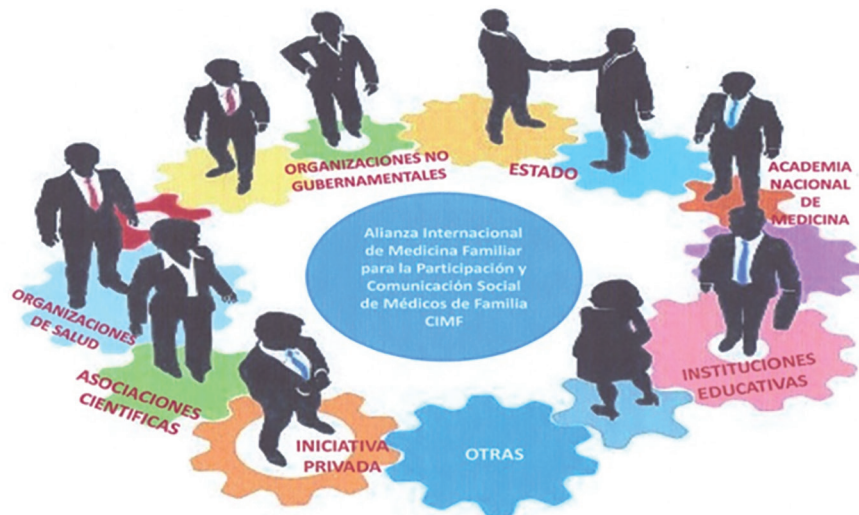 ORGANIZACIONES NO
GUBERNAMENTALES
ESTADO
ACADEMIA
NACIONAL
DE
MEDICINA
Alianza Internacional
de Medicina Familiar
para la Participación y
Comunicación Social
de Médicos de Familia
CIMF
ORGANIZACIONES
DE SALUD
ASOCIACIONES
CIENTIFICAS
INICIATIVA
PRIVADA
OTRAS
INSTITUCIONES
EDUCATIVAS